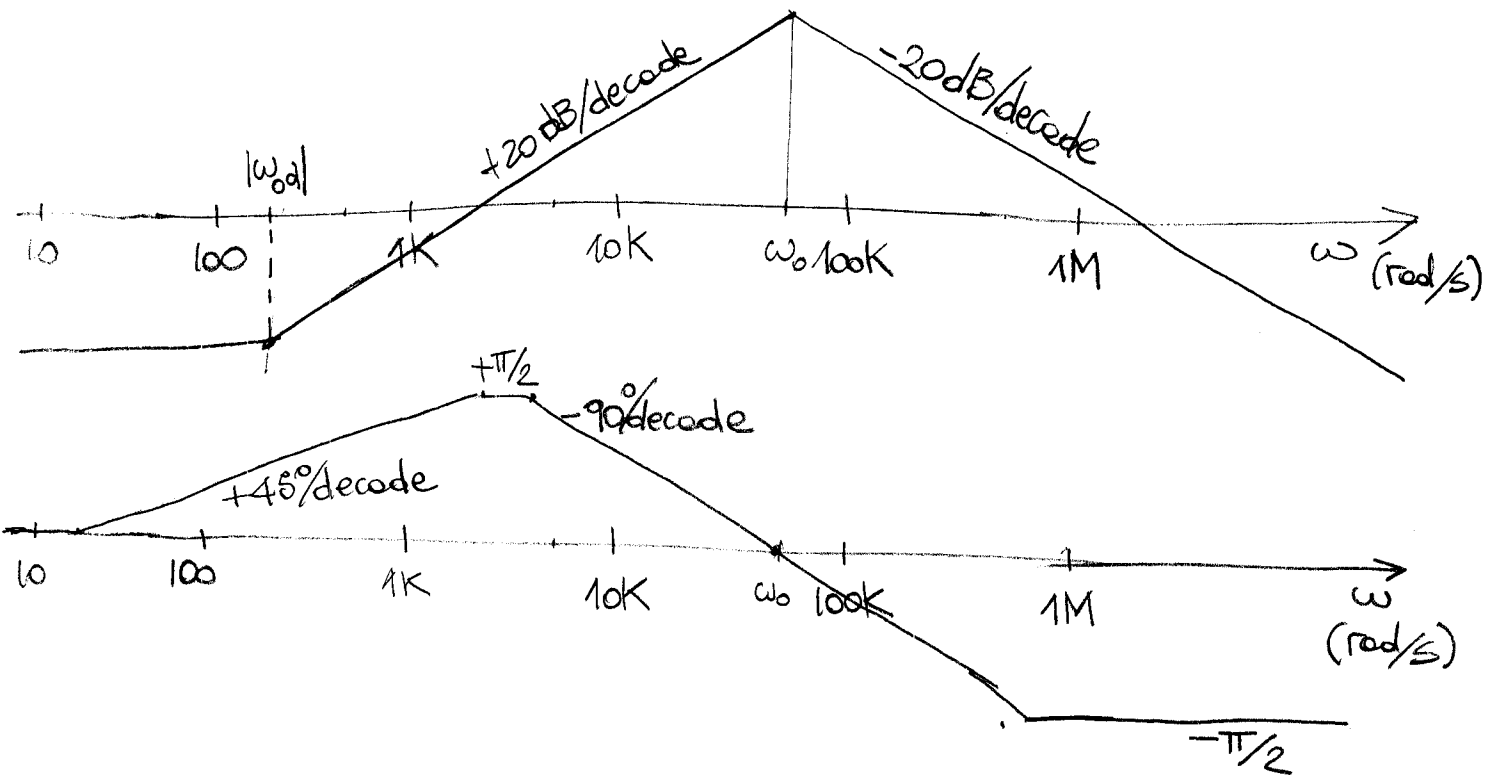 +20dB/decade
-20dB/decade
|ω₀a|
10 100 1K 10K ω₀ 100K 1M ω
(rad/s)
+π/2
-90°/decade
+45°/decade
10 100 1K 10K ω₀ 100K 1M ω
(rad/s)
-π/2